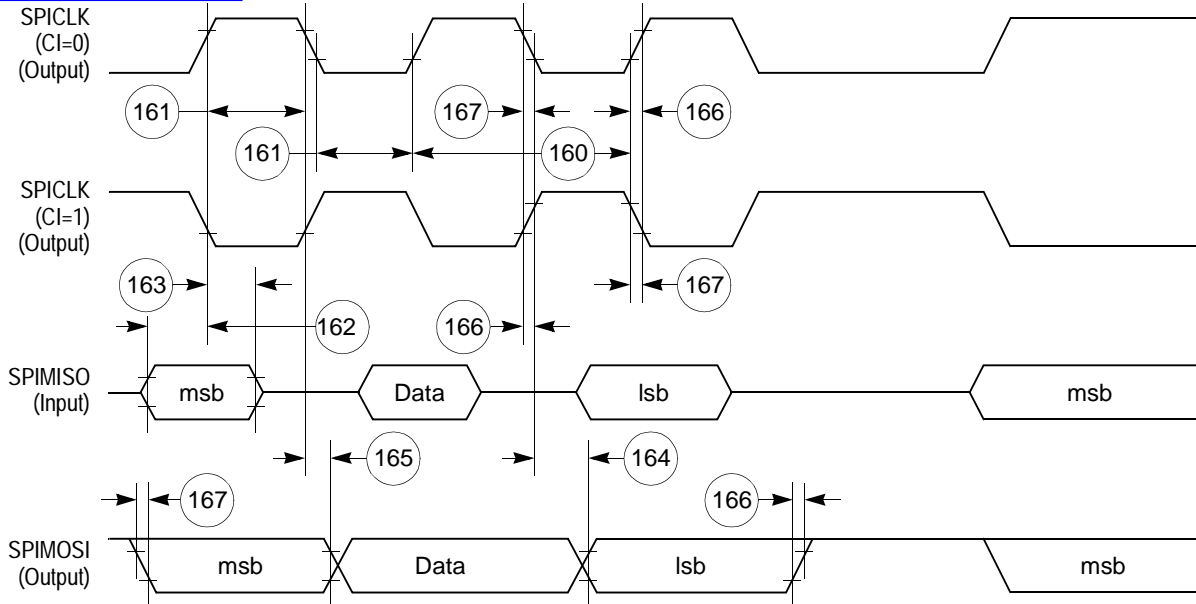 SPICLK
(CI=0)
(Output)
161
167
166
161
160
SPICLK
(CI=1)
(Output)
163
167
162
166
SPIMISO
(Input)
msb
Data
lsb
msb
165
164
167
166
SPIMOSI
(Output)
msb
Data
lsb
msb